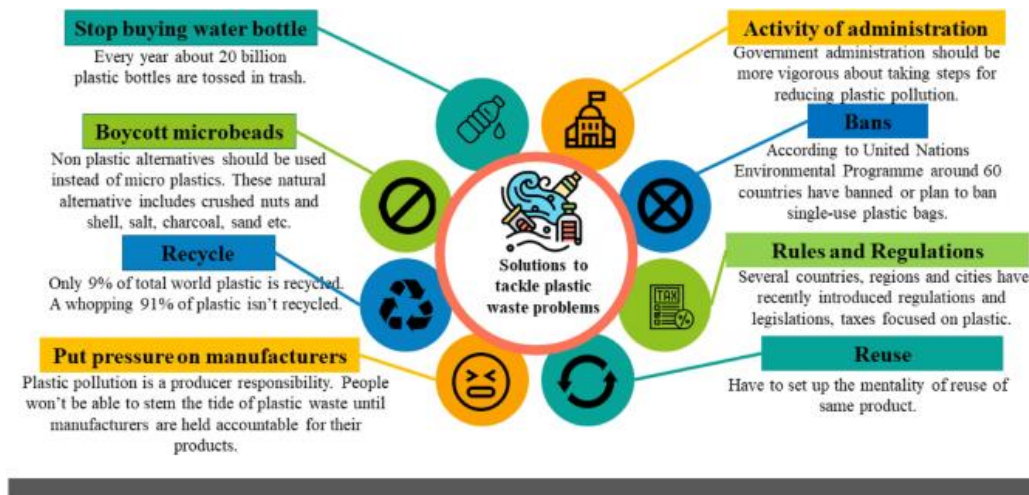 Stop buying water bottle
Every year about 20 billion
plastic bottles are tossed in trash.
Boycott microbeads
Non plastic alternatives should be used
instead of micro plastics. These natural
alternative includes crushed nuts and
shell, salt, charcoal, sand etc.
Recycle
Only 9% of total world plastic is recycled.
A whopping 91% of plastic isn't recycled.
Put pressure on manufacturers
Plastic pollution is a producer responsibility. People
won't be able to stem the tide of plastic waste until
manufacturers are held accountable for their
products.
Solutions to
tackle plastic
waste problems
Activity of administration
Government administration should be
more vigorous about taking steps for
reducing plastic pollution.
Bans
According to United Nations
Environmental Programme around 60
countries have banned or plan to ban
single-use plastic bags.
Rules and Regulations
Several countries, regions and cities have
recently introduced regulations and
legislations, taxes focused on plastic.
TAX
%
Reuse
Have to set up the mentality of reuse of
same product.